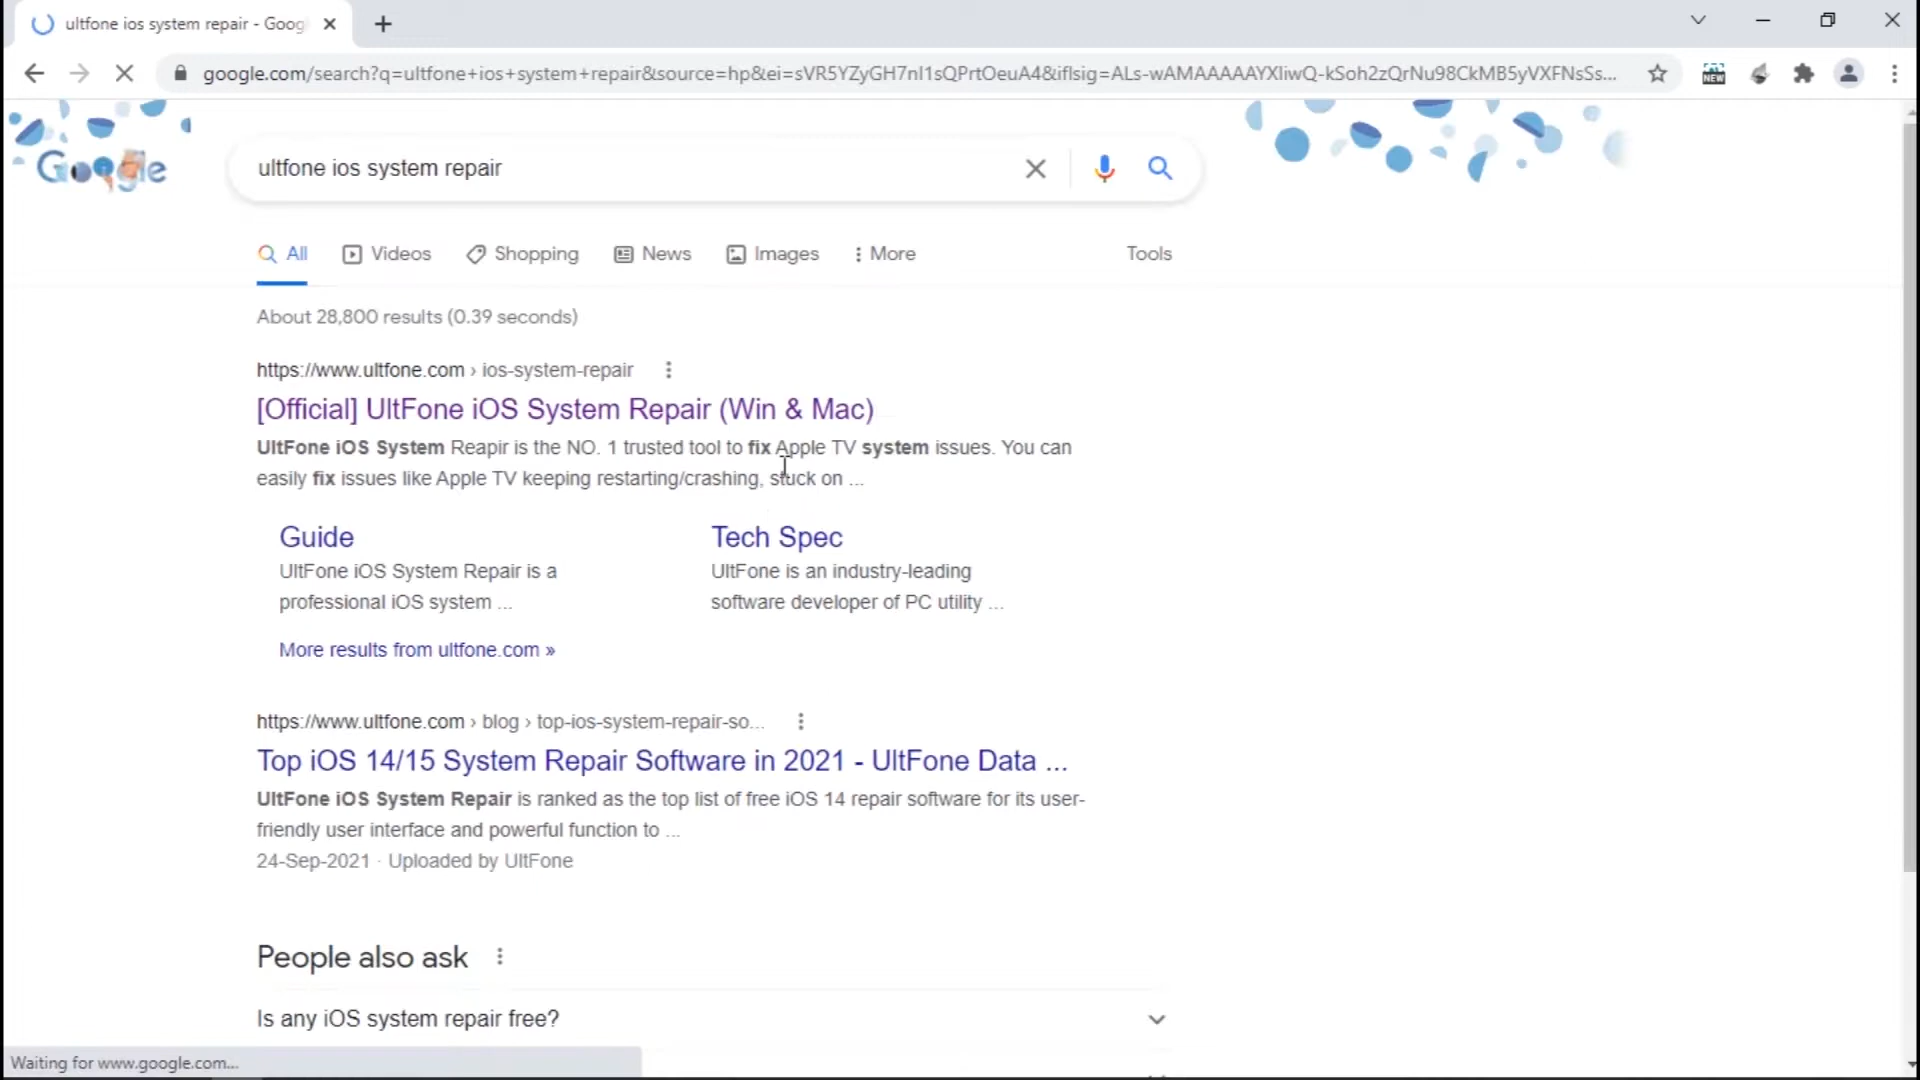 ultfone ios system repair - Goog
google.com/search?q=ultfone+ios+system+repair&source=hp&ei=sVR5YZyGH7nI1sQPrtOeuA4&iflsig=ALs-wAMAAAAAYXIiwQ-kSoh2zQrNu98CkMB5yVXFNsSs...
NEW
Google
ultfone ios system repair
All Videos Shopping News Images More Tools
About 28,800 results (0.39 seconds)
https://www.ultfone.com › ios-system-repair
[Official] UltFone iOS System Repair (Win & Mac)
UltFone iOS System Reapir is the NO. 1 trusted tool to fix Apple TV system issues. You can
easily fix issues like Apple TV keeping restarting/crashing, stuck on ...
Guide Tech Spec
UltFone iOS System Repair is a UltFone is an industry-leading
professional iOS system ... software developer of PC utility ...
More results from ultfone.com »
https://www.ultfone.com › blog › top-ios-system-repair-so...
Top iOS 14/15 System Repair Software in 2021 - UltFone Data ...
UltFone iOS System Repair is ranked as the top list of free iOS 14 repair software for its user-
friendly user interface and powerful function to ...
24-Sep-2021 · Uploaded by UltFone
People also ask
Is any iOS system repair free?
Waiting for www.google.com...